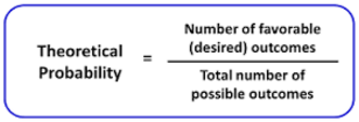 Number of favorable
Theoretical (desired) outcomes
Probability = Total number of
possible outcomes